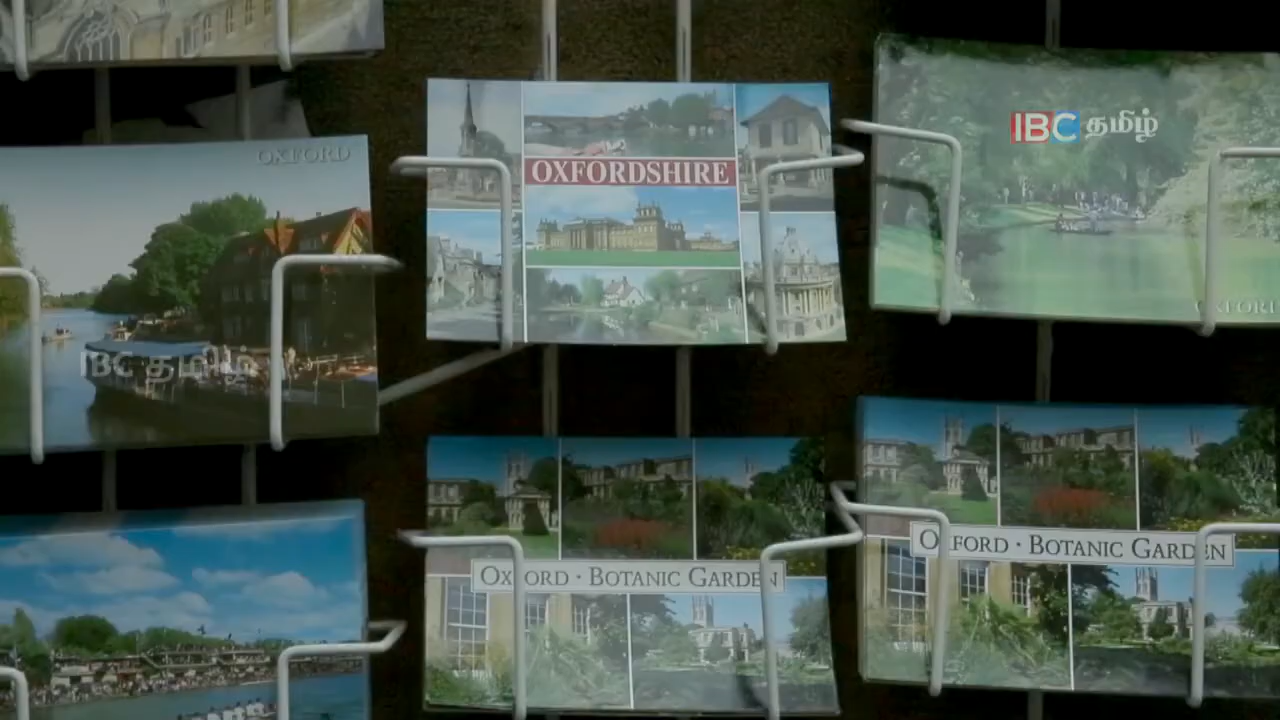 OXFORD
OXFORDSHIRE
IBC தமிழ்
IBC தமிழ்
OXFORD
OXFORD · BOTANIC GARDEN
OXFORD · BOTANIC GARDEN